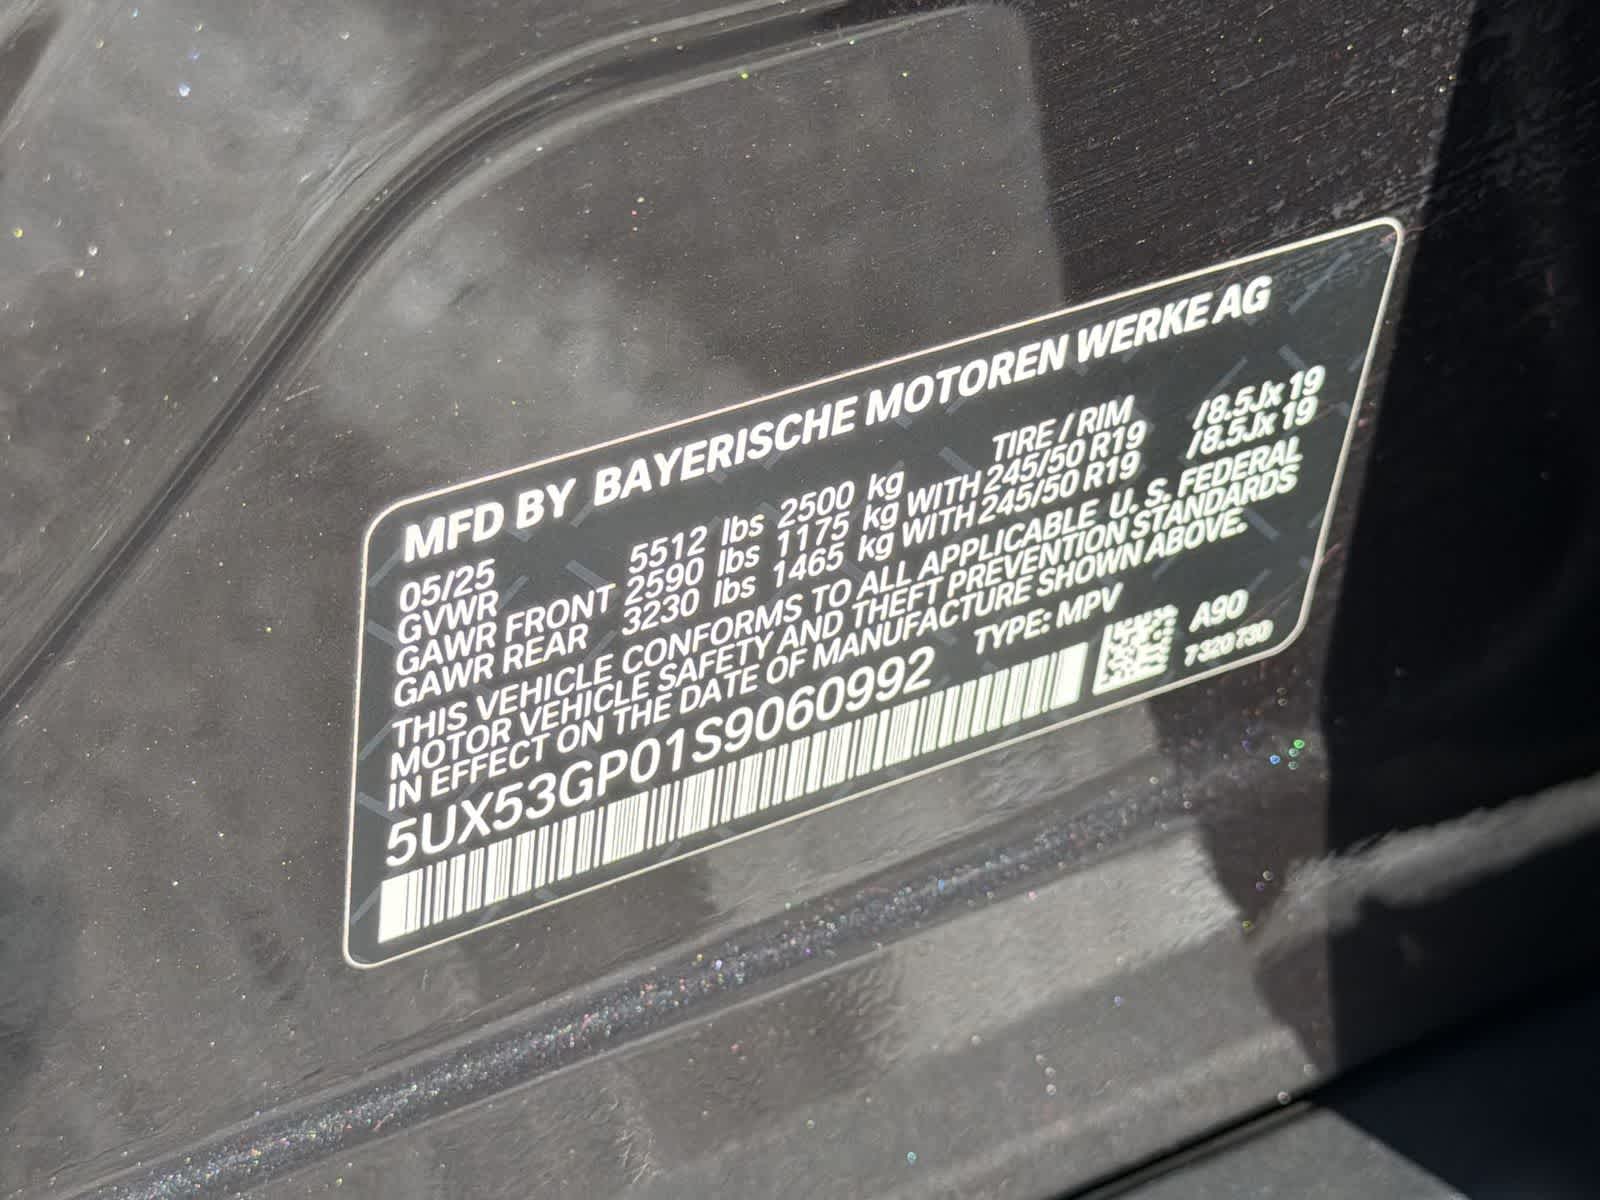 MFD BY BAYERISCHE MOTOREN WERKE AG
05/25 TIRE / RIM
GVWR 5512 lbs 2500 kg
GAWR FRONT 2590 lbs 1175 kg WITH 245/50 R19 /8.5Jx 19
GAWR REAR 3230 lbs 1465 kg WITH 245/50 R19 /8.5Jx 19
THIS VEHICLE CONFORMS TO ALL APPLICABLE U. S. FEDERAL
MOTOR VEHICLE SAFETY AND THEFT PREVENTION STANDARDS
IN EFFECT ON THE DATE OF MANUFACTURE SHOWN ABOVE.
5UX53GP01S9060992 TYPE: MPV
A90
7 320 730